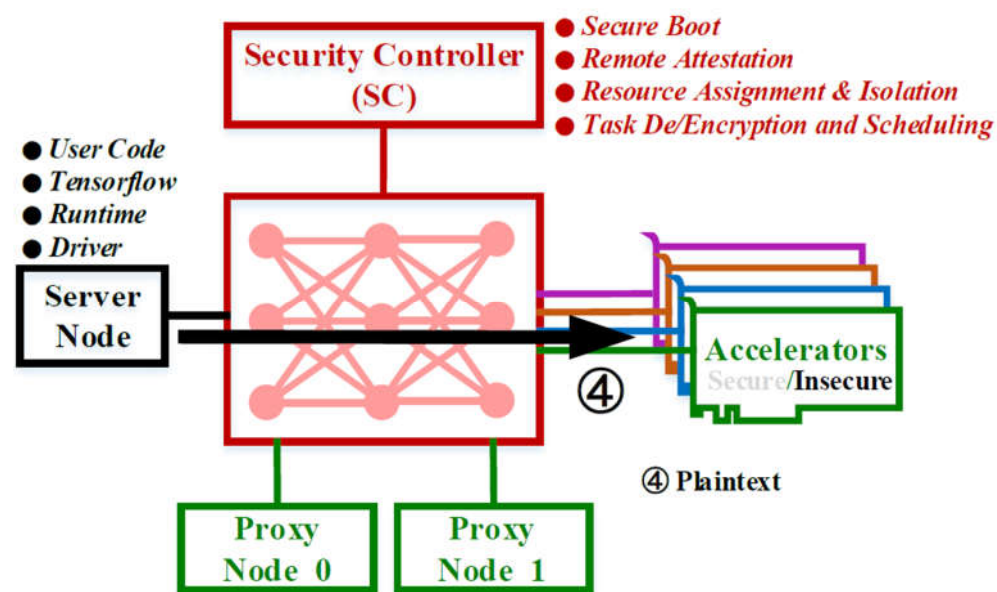 Security Controller
(SC)
● Secure Boot
● Remote Attestation
● Resource Assignment & Isolation
● Task De/Encryption and Scheduling
● User Code
● Tensorflow
● Runtime
● Driver
Server
Node
④
Accelerators
Secure/Insecure
④ Plaintext
Proxy
Node 0
Proxy
Node 1